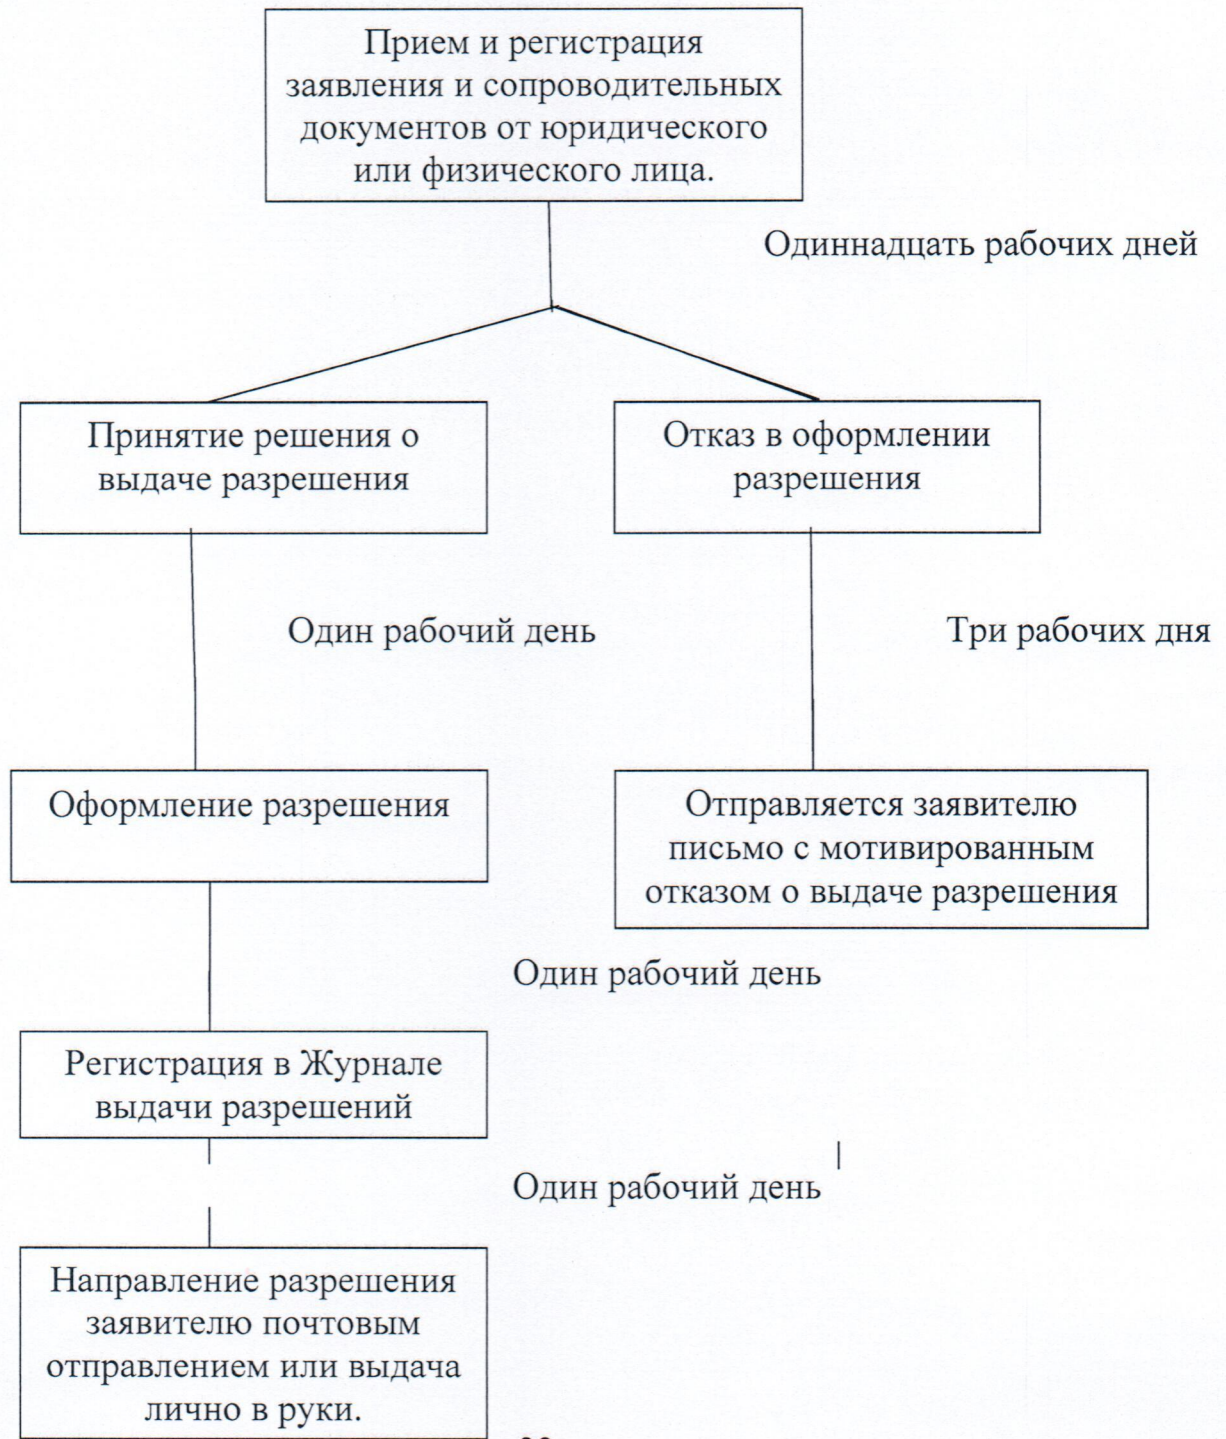 Прием и регистрация
заявления и сопроводительных
документов от юридического
или физического лица.
Одиннадцать рабочих дней
Принятие решения о
выдаче разрешения
Отказ в оформлении
разрешения
Один рабочий день
Три рабочих дня
Оформление разрешения
Отправляется заявителю
письмо с мотивированным
отказом о выдаче разрешения
Один рабочий день
Регистрация в Журнале
выдачи разрешений
Один рабочий день
Направление разрешения
заявителю почтовым
отправлением или выдача
лично в руки.